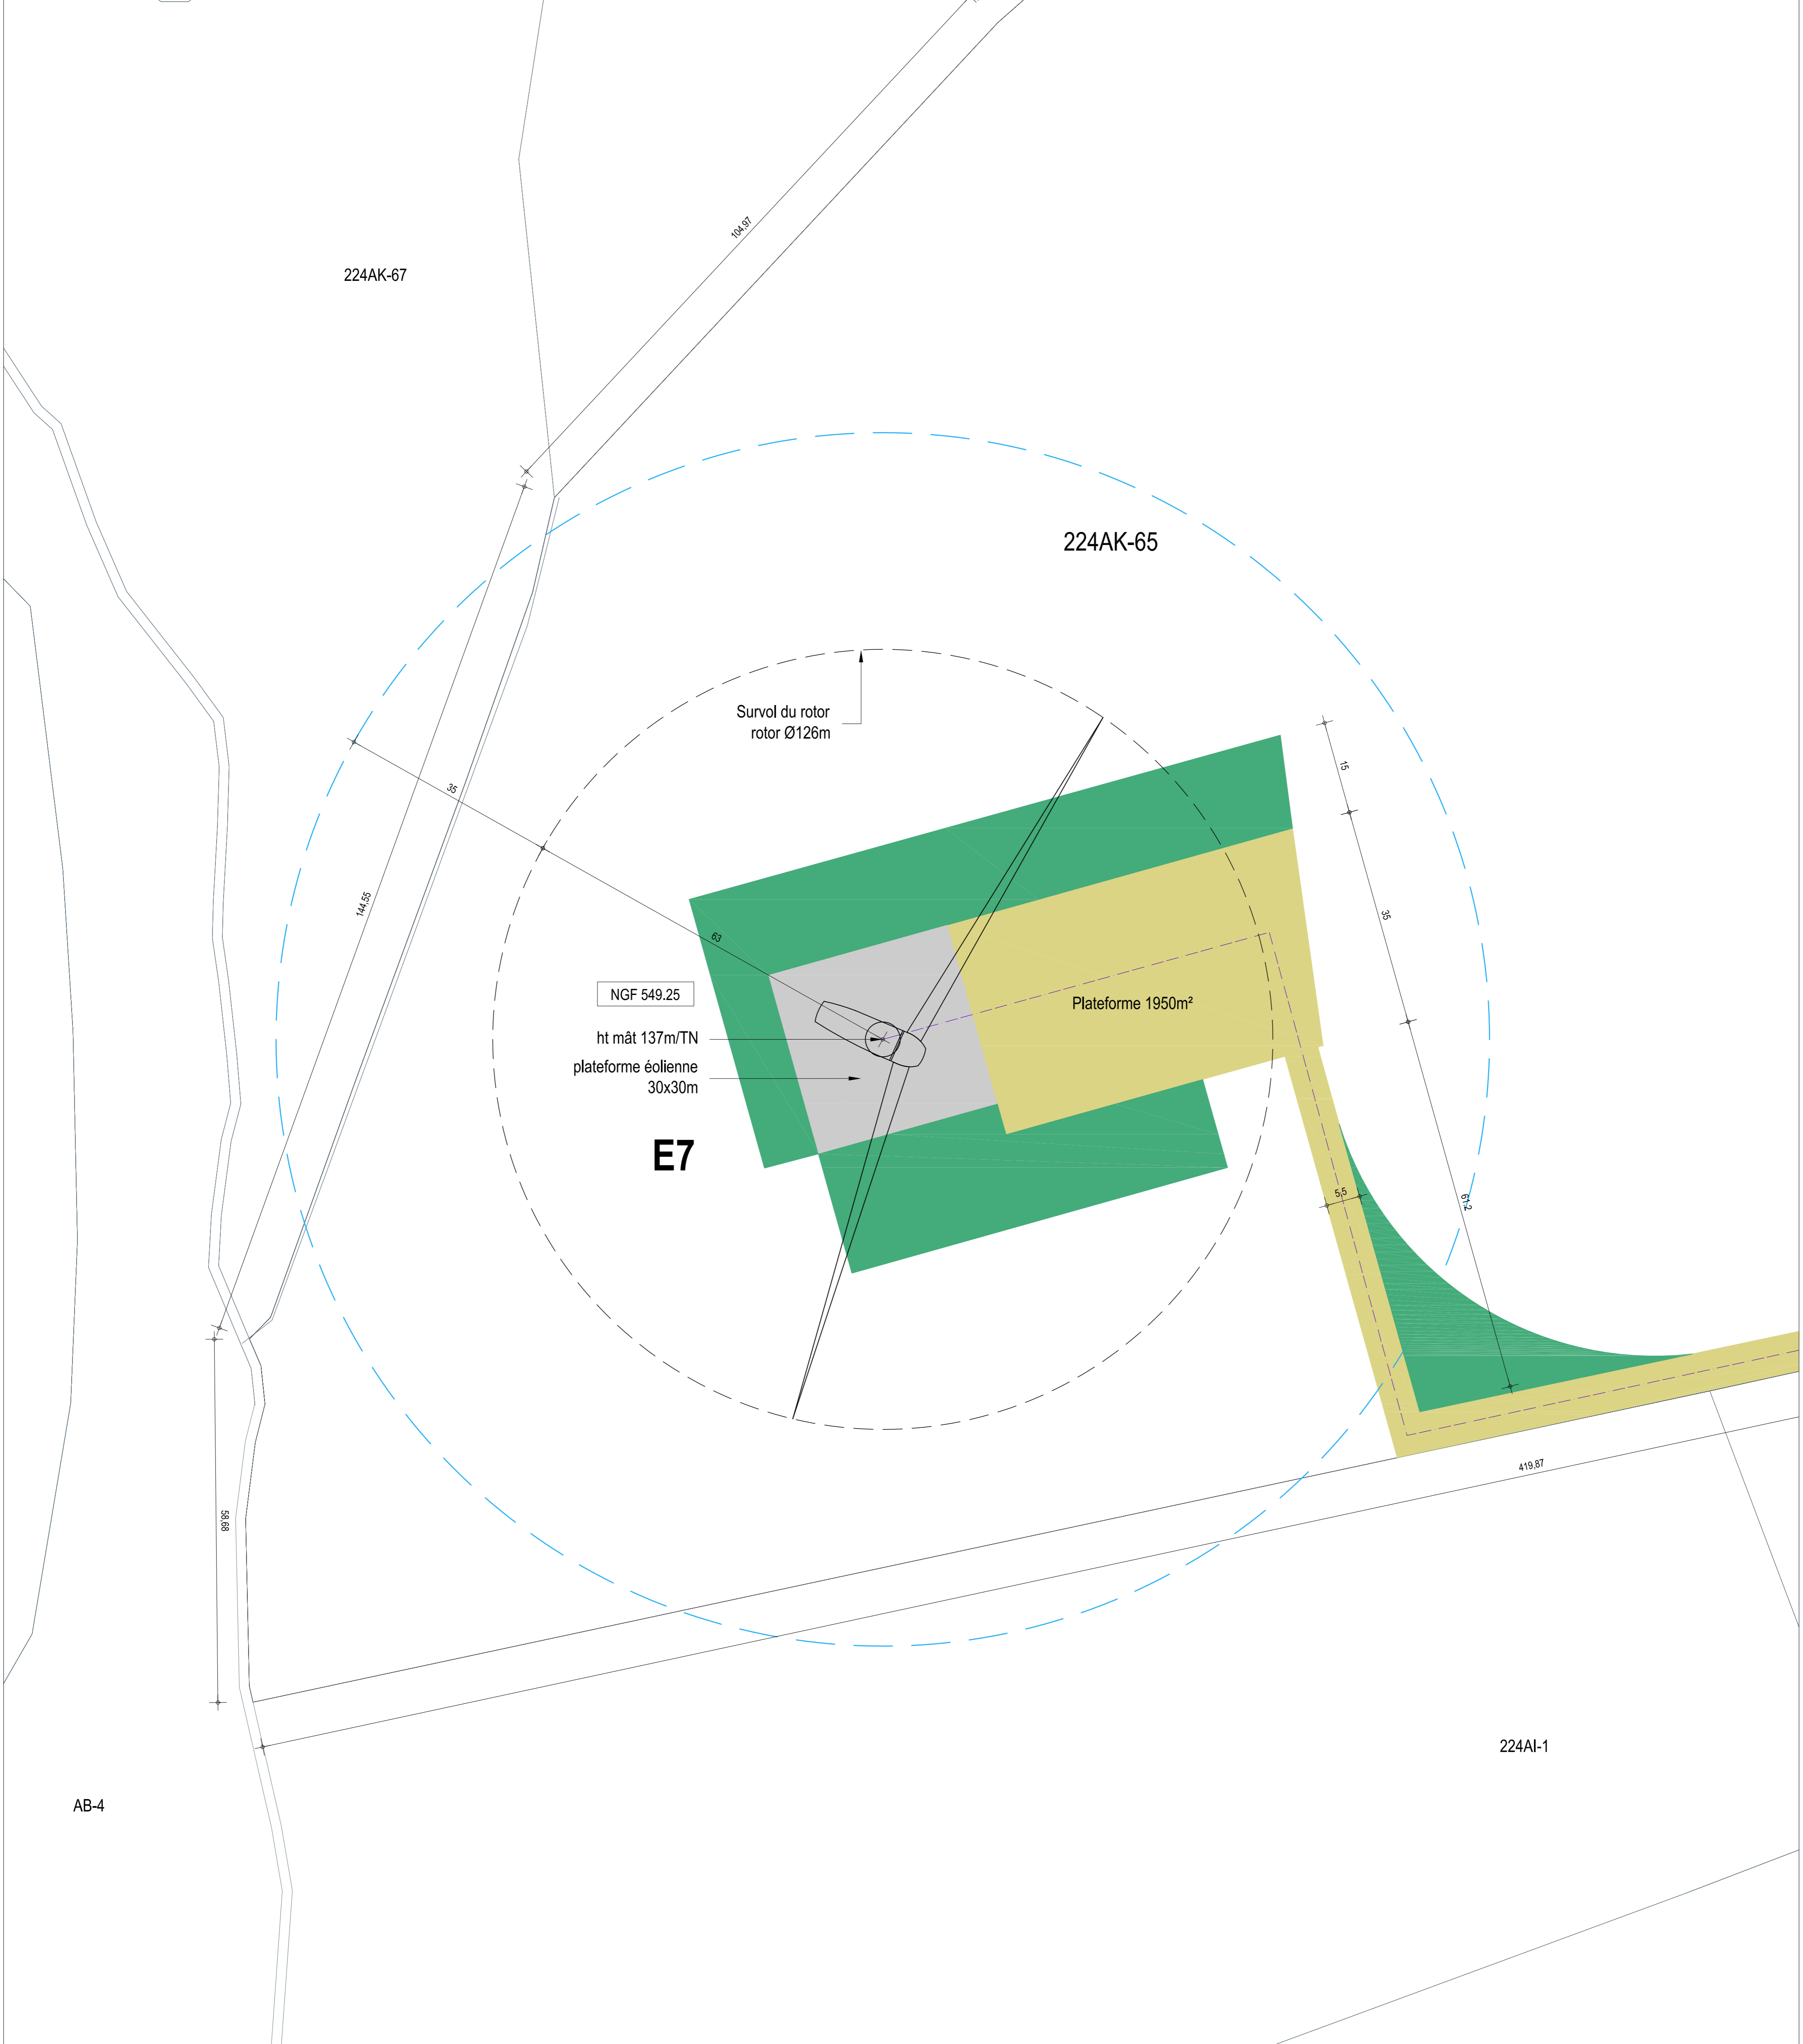 104,97
224AK-67
224AK-65
Survol du rotor
rotor Ø126m
15
35
144,55
35
63
NGF 549.25
Plateforme 1950m²
ht mât 137m/TN
plateforme éolienne
30x30m
E7
5,5
61,2
419,87
58,68
224AI-1
AB-4